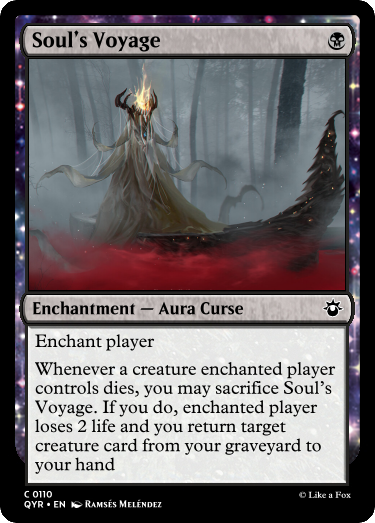 Soul's Voyage
Enchantment — Aura Curse
Enchant player
Whenever a creature enchanted player
controls dies, you may sacrifice Soul's
Voyage. If you do, enchanted player
loses 2 life and you return target
creature card from your graveyard to
your hand
C 0110
QYR • EN Ramsés Meléndez
© Like a Fox